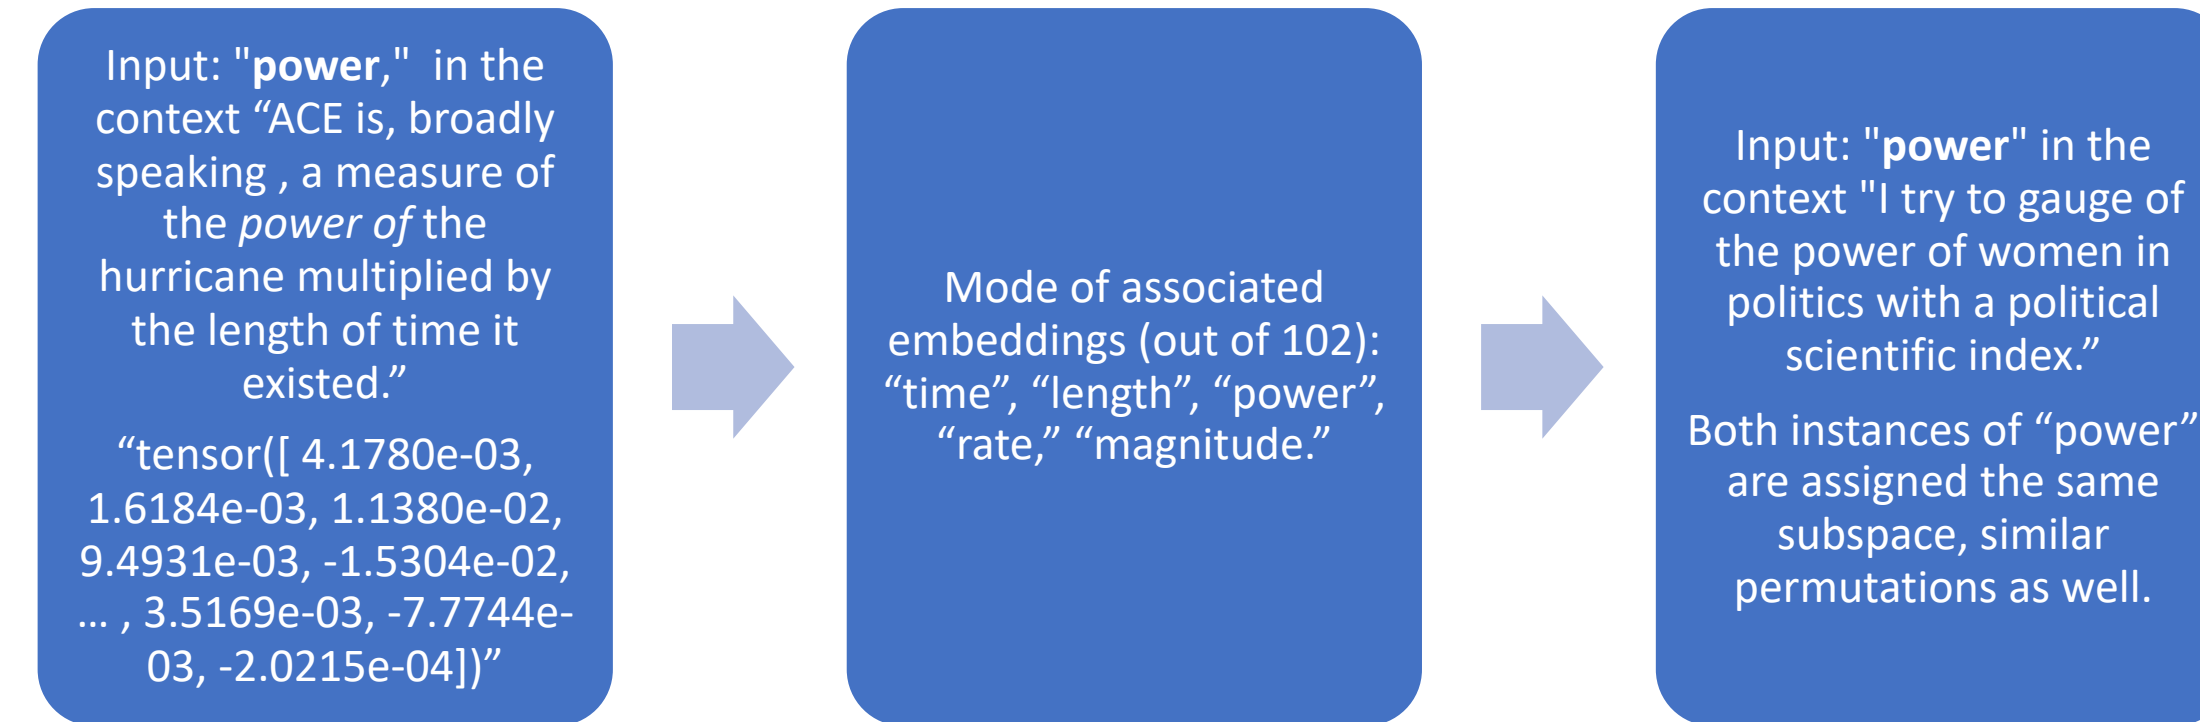 Input: "power," in the
context “ACE is, broadly
speaking , a measure of
the power of the
hurricane multiplied by
the length of time it
existed.”
“tensor([ 4.1780e-03,
1.6184e-03, 1.1380e-02,
9.4931e-03, -1.5304e-02,
… , 3.5169e-03, -7.7744e-
03, -2.0215e-04])”
Mode of associated
embeddings (out of 102):
“time”, “length”, “power”,
“rate,” “magnitude.”
Input: "power" in the
context "I try to gauge of
the power of women in
politics with a political
scientific index.”
Both instances of “power”
are assigned the same
subspace, similar
permutations as well.